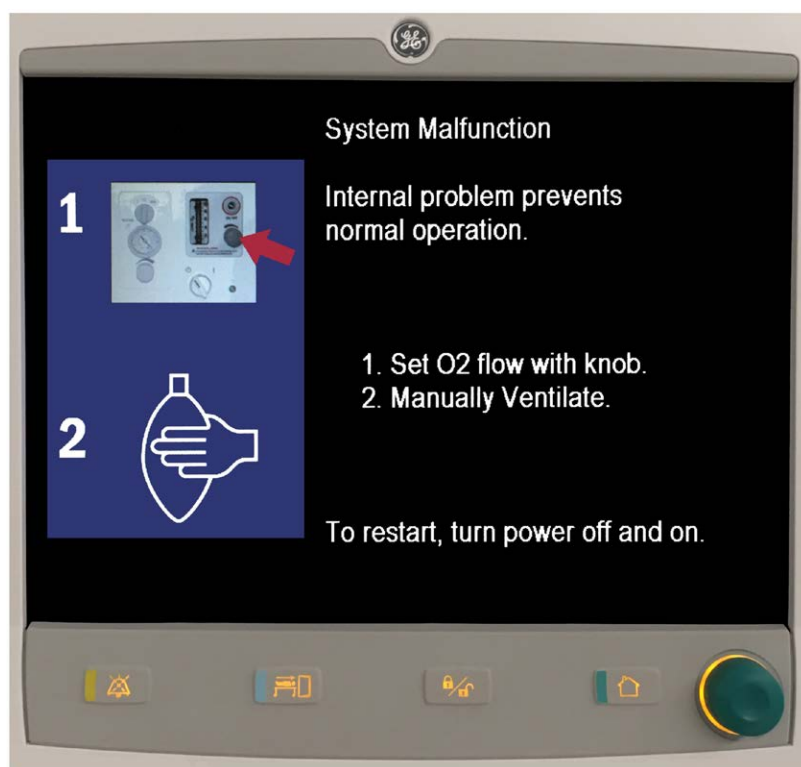 GE
System Malfunction
1
Internal problem prevents
normal operation.
1. Set O2 flow with knob.
2. Manually Ventilate.
2
To restart, turn power off and on.